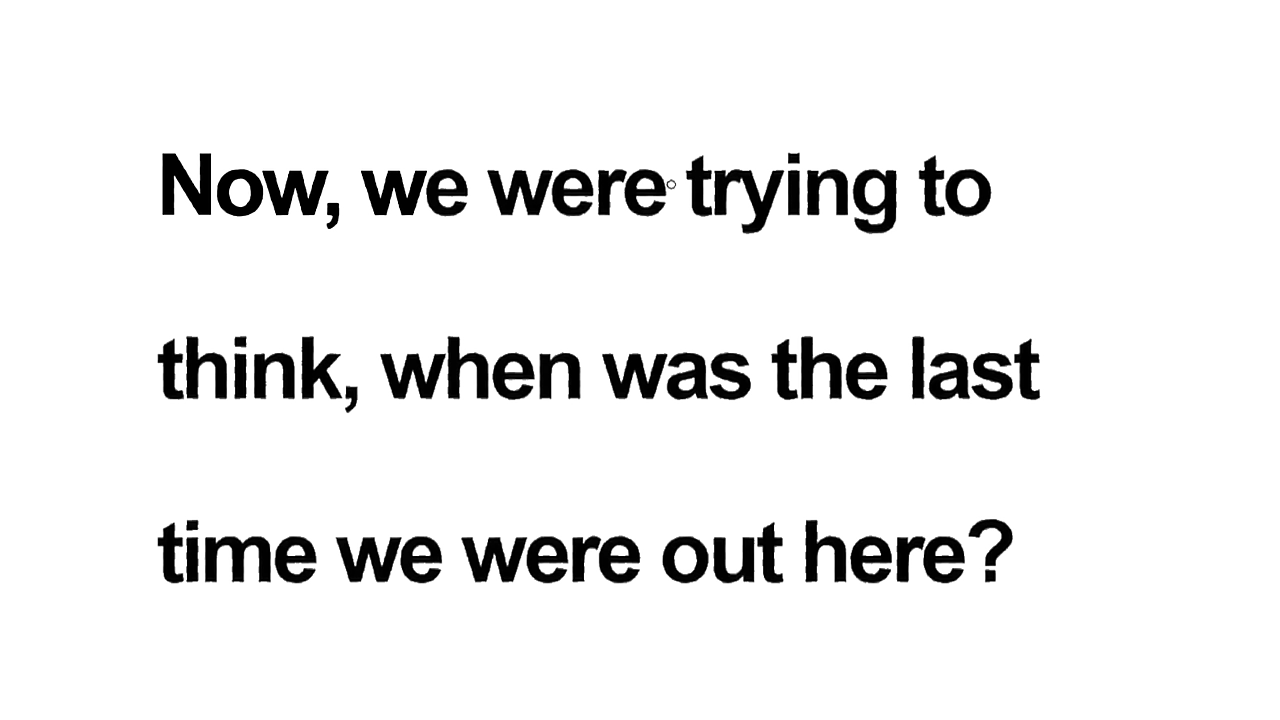 Now, we were trying to
think, when was the last
time we were out here?